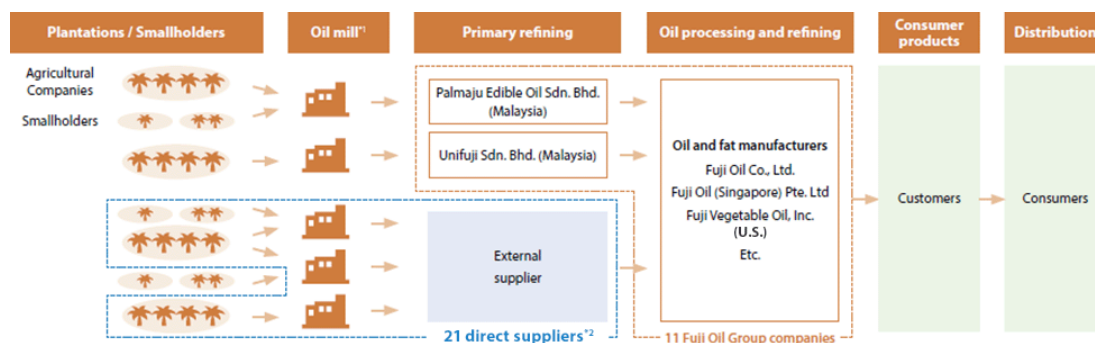 Plantations / Smallholders
Oil mill*1
Primary refining
Oil processing and refining
Consumer
products
Distribution
Agricultural
Companies
Smallholders
Palmaju Edible Oil Sdn. Bhd.
(Malaysia)
Unifuji Sdn. Bhd. (Malaysia)
Oil and fat manufacturers
Fuji Oil Co., Ltd.
Fuji Oil (Singapore) Pte. Ltd
Fuji Vegetable Oil, Inc.
(U.S.)
Etc.
Customers
Consumers
External
supplier
21 direct suppliers*2
11 Fuji Oil Group companies